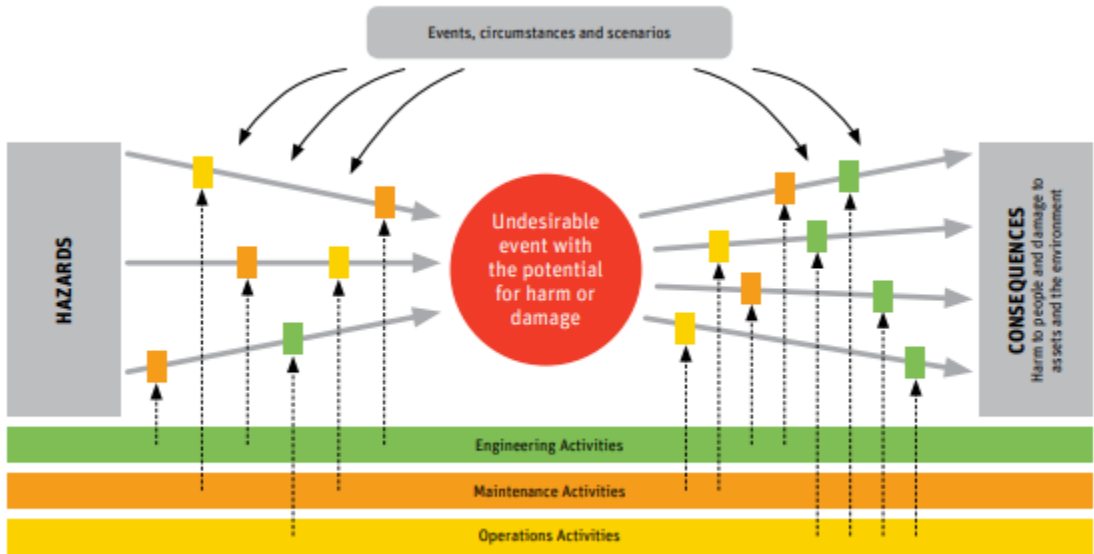 Events, circumstances and scenarios
HAZARDS
Undesirable
event with
the potential
for harm or
damage
CONSEQUENCES
Harm to people and damage to
assets and the environment
Engineering Activities
Maintenance Activities
Operations Activities